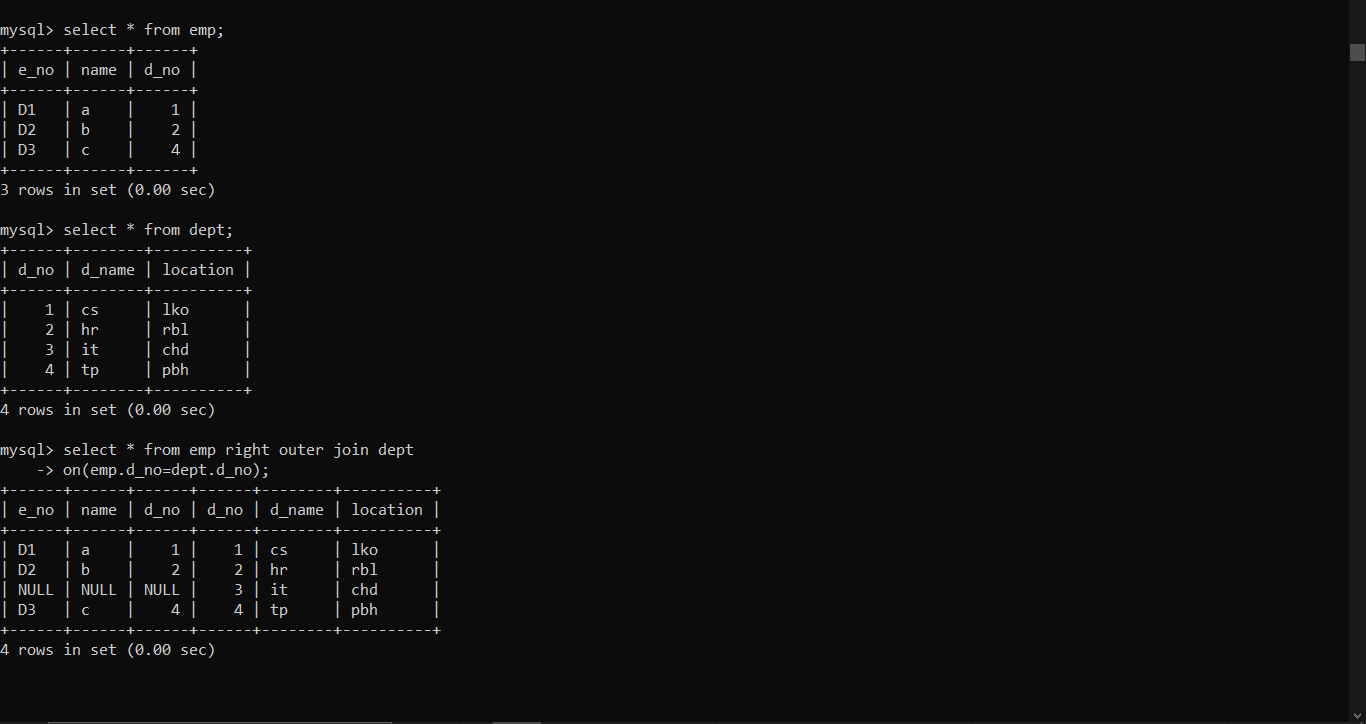 mysql> select * from emp;
+------+------+------+
| e_no | name | d_no |
+------+------+------+
| D1   | a    |    1 |
| D2   | b    |    2 |
| D3   | c    |    4 |
+------+------+------+
3 rows in set (0.00 sec)

mysql> select * from dept;
+------+--------+----------+
| d_no | d_name | location |
+------+--------+----------+
|    1 | cs     | lko      |
|    2 | hr     | rbl      |
|    3 | it     | chd      |
|    4 | tp     | pbh      |
+------+--------+----------+
4 rows in set (0.00 sec)

mysql> select * from emp right outer join dept
    -> on(emp.d_no=dept.d_no);
+------+------+------+------+--------+----------+
| e_no | name | d_no | d_no | d_name | location |
+------+------+------+------+--------+----------+
| D1   | a    |    1 |    1 | cs     | lko      |
| D2   | b    |    2 |    2 | hr     | rbl      |
| NULL | NULL | NULL |    3 | it     | chd      |
| D3   | c    |    4 |    4 | tp     | pbh      |
+------+------+------+------+--------+----------+
4 rows in set (0.00 sec)